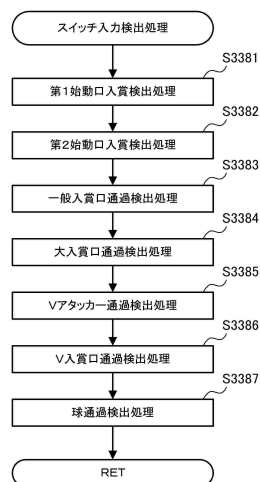 スイッチ入力検出処理
S3381
第1始動口入賞検出処理
S3382
第2始動口入賞検出処理
S3383
一般入賞口通過検出処理
S3384
大入賞口通過検出処理
S3385
Vアタッカー通過検出処理
S3386
V入賞口通過検出処理
S3387
球通過検出処理
RET